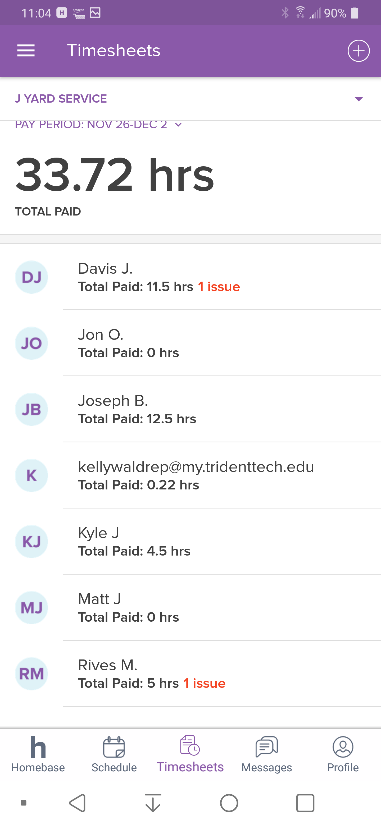 11:04 90%
Timesheets
J YARD SERVICE
PAY PERIOD: NOV 26-DEC 2
33.72 hrs
TOTAL PAID
DJ
Davis J.
Total Paid: 11.5 hrs 1 issue
JO
Jon O.
Total Paid: 0 hrs
JB
Joseph B.
Total Paid: 12.5 hrs
K
kellywaldrep@my.tridenttech.edu
Total Paid: 0.22 hrs
KJ
Kyle J
Total Paid: 4.5 hrs
MJ
Matt J
Total Paid: 0 hrs
RM
Rives M.
Total Paid: 5 hrs 1 issue
h
Homebase Schedule Timesheets Messages Profile